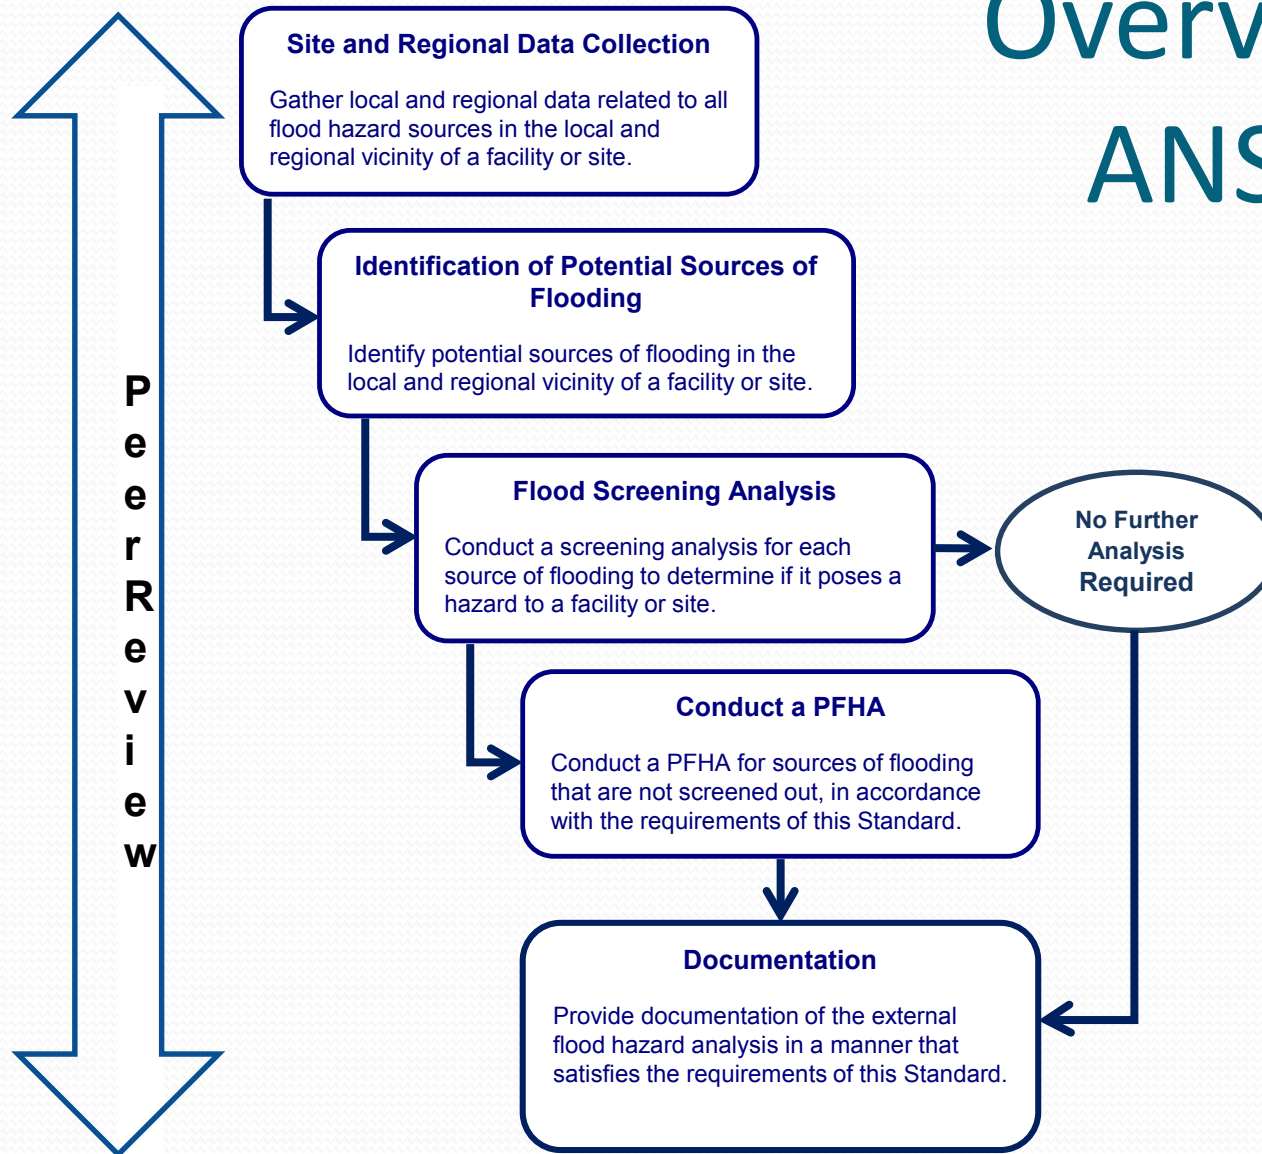 Overv
ANS
Site and Regional Data Collection
Gather local and regional data related to all
flood hazard sources in the local and
regional vicinity of a facility or site.
Identification of Potential Sources of
Flooding
Identify potential sources of flooding in the
local and regional vicinity of a facility or site.
Flood Screening Analysis
Conduct a screening analysis for each
source of flooding to determine if it poses a
hazard to a facility or site.
No Further
Analysis
Required
Conduct a PFHA
Conduct a PFHA for sources of flooding
that are not screened out, in accordance
with the requirements of this Standard.
Documentation
Provide documentation of the external
flood hazard analysis in a manner that
satisfies the requirements of this Standard.
P
e
e
r
R
e
v
i
e
w